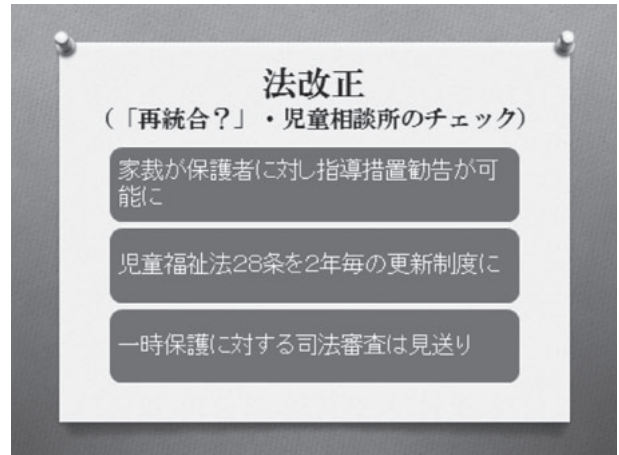 法改正
（「再統合？」・児童相談所のチェック）
家裁が保護者に対し指導措置勧告が可
能に
児童福祉法28条を2年毎の更新制度に
一時保護に対する司法審査は見送り